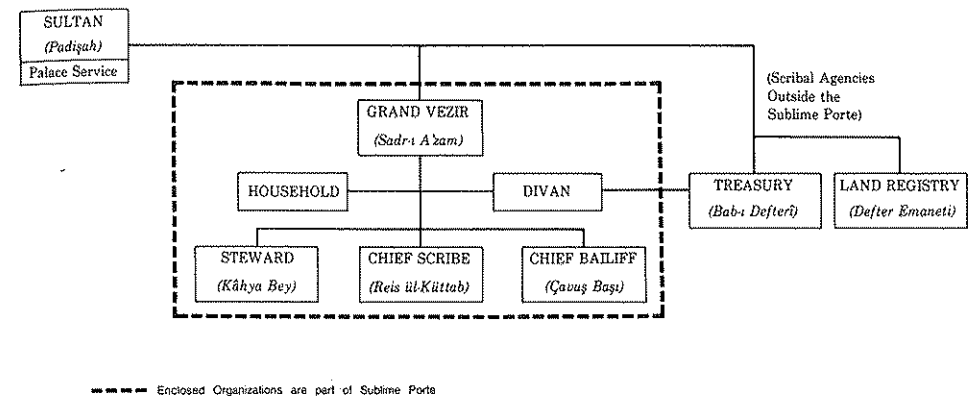 SULTAN
(Padişah)
Palace Service
(Scribal Agencies
Outside the
Sublime Porte)
GRAND VEZIR
(Sadr-ı A'zam)
HOUSEHOLD
DIVAN
TREASURY
(Bab-ı Defterî)
LAND REGISTRY
(Defter Emaneti)
STEWARD
(Kâhya Bey)
CHIEF SCRIBE
(Reis ül-Küttab)
CHIEF BAILIFF
(Çavuş Başı)
Enclosed Organizations are part of Sublime Porte